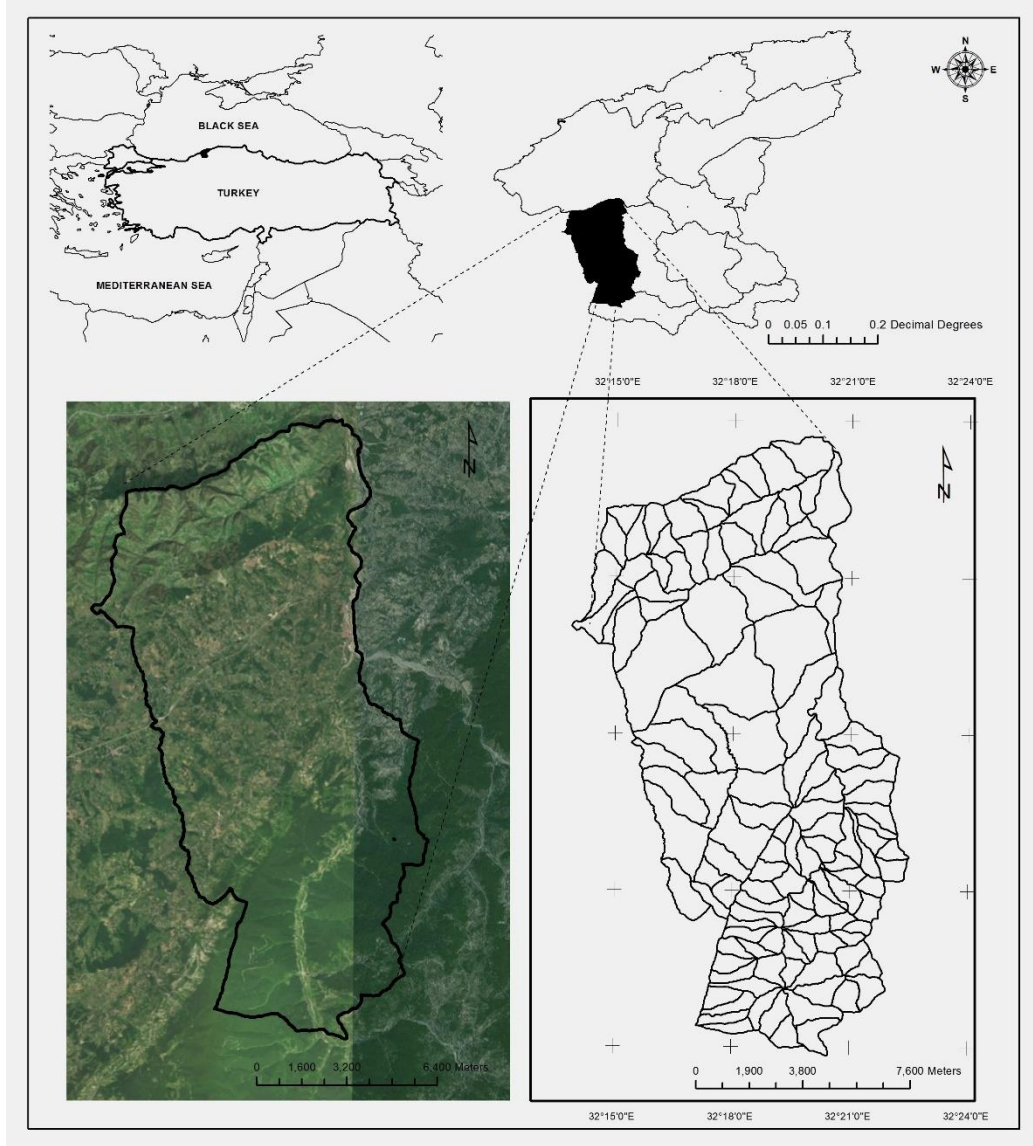 N
W E
S
BLACK SEA
TURKEY
MEDITERRANEAN SEA
0 0.05 0.1 0.2 Decimal Degrees
32°15'0"E 32°18'0"E 32°21'0"E 32°24'0"E
N
N
0 1,600 3,200 6,400 Meters
0 1,900 3,800 7,600 Meters
32°15'0"E 32°18'0"E 32°21'0"E 32°24'0"E